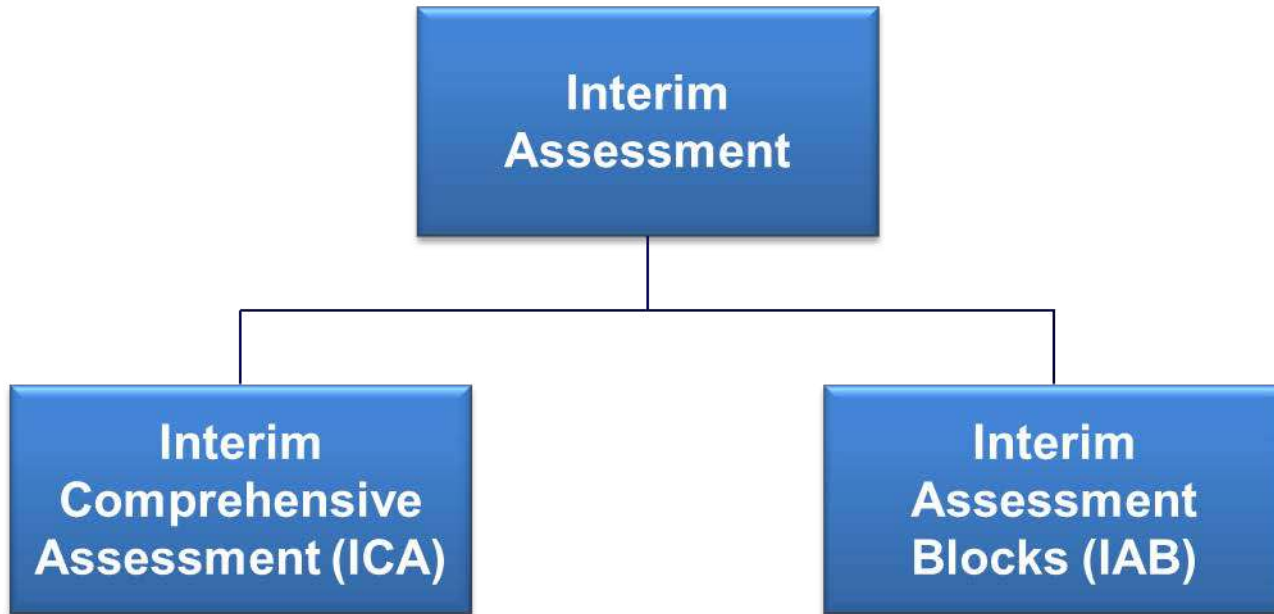 Interim
Assessment
Interim
Comprehensive
Assessment (ICA)
Interim
Assessment
Blocks (IAB)